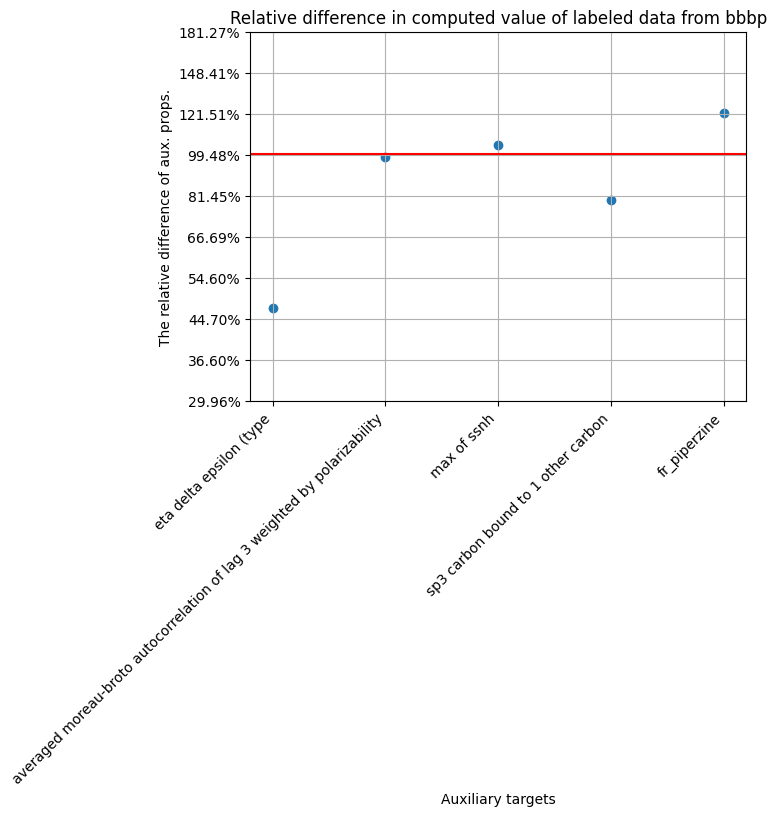 Relative difference in computed value of labeled data from bbbp
The relative difference of aux. props.
181.27%
148.41%
121.51%
99.48%
81.45%
66.69%
54.60%
44.70%
36.60%
29.96%
eta delta epsilon (type
averaged moreau-broto autocorrelation of lag 3 weighted by polarizability
max of ssnh
sp3 carbon bound to 1 other carbon
fr_piperzine
Auxiliary targets